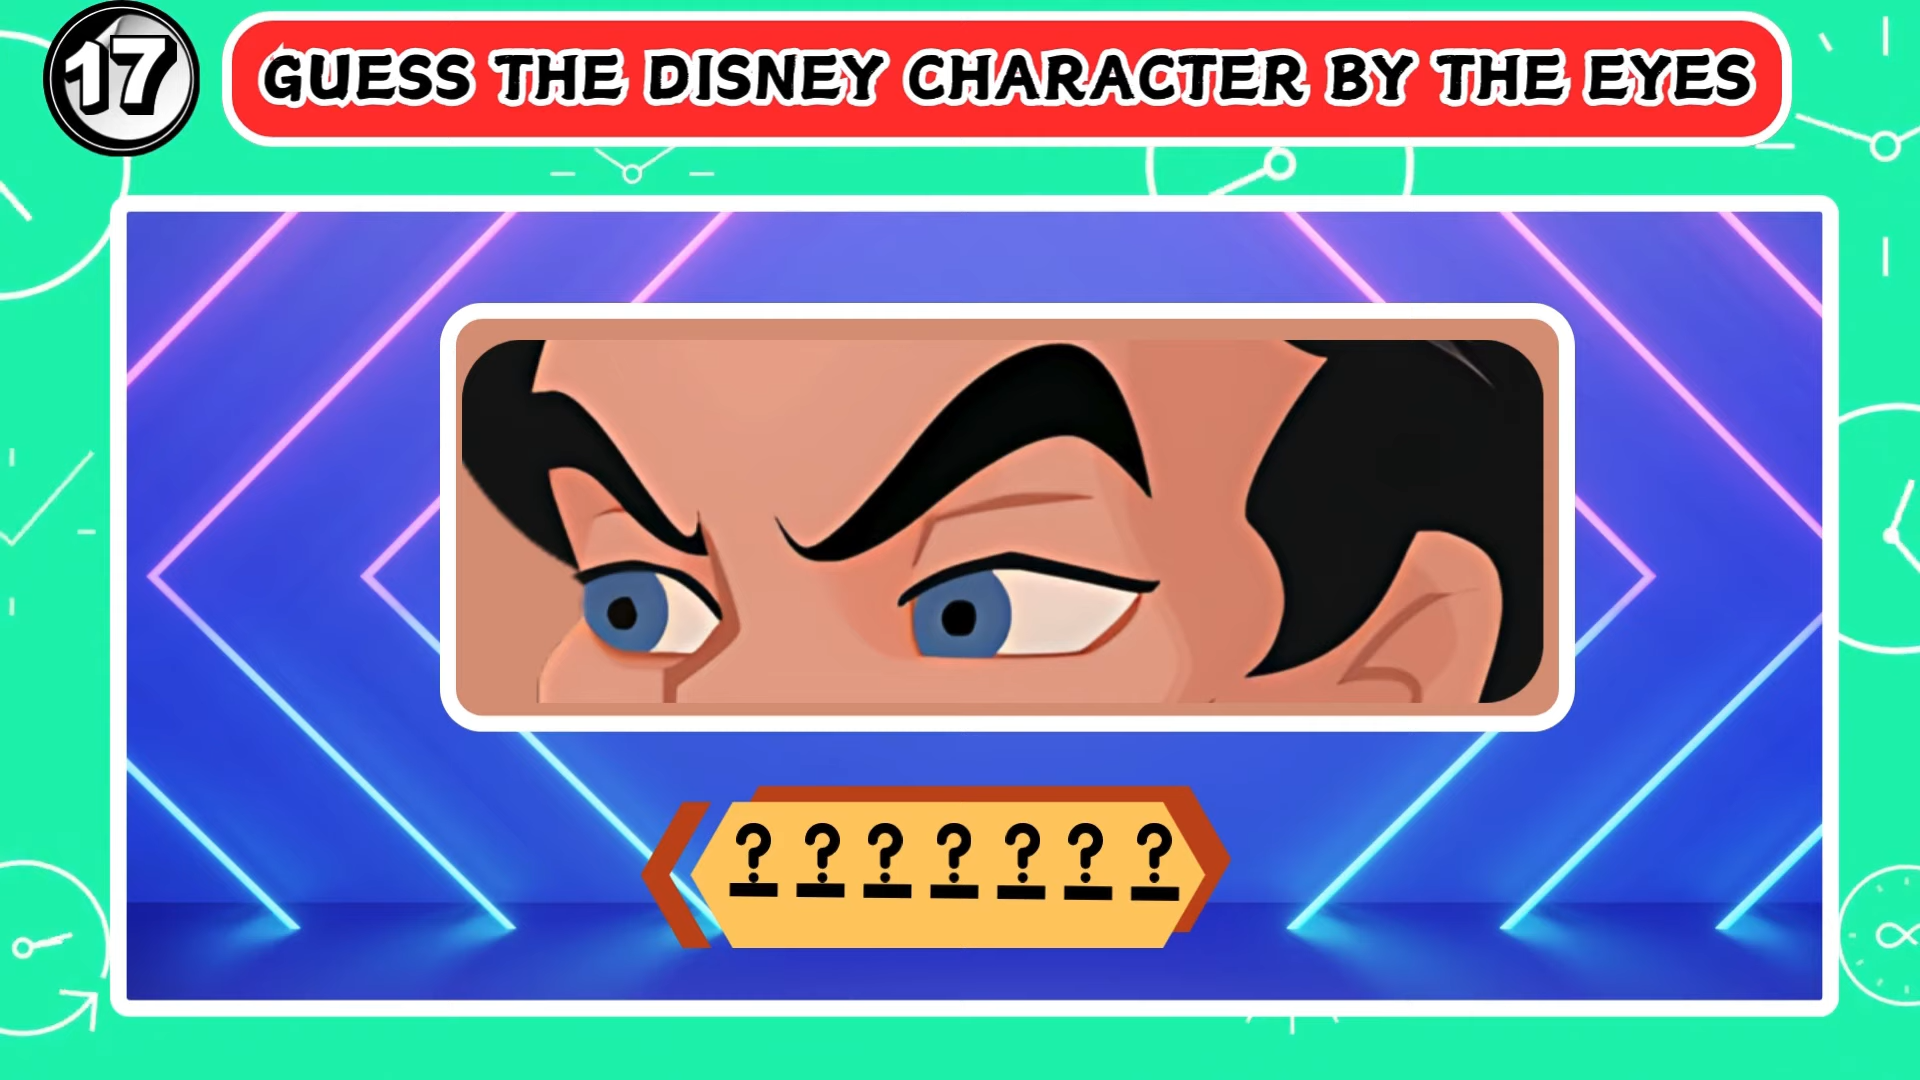 17
GUESS THE DISNEY CHARACTER BY THE EYES
? ? ? ? ? ? ?